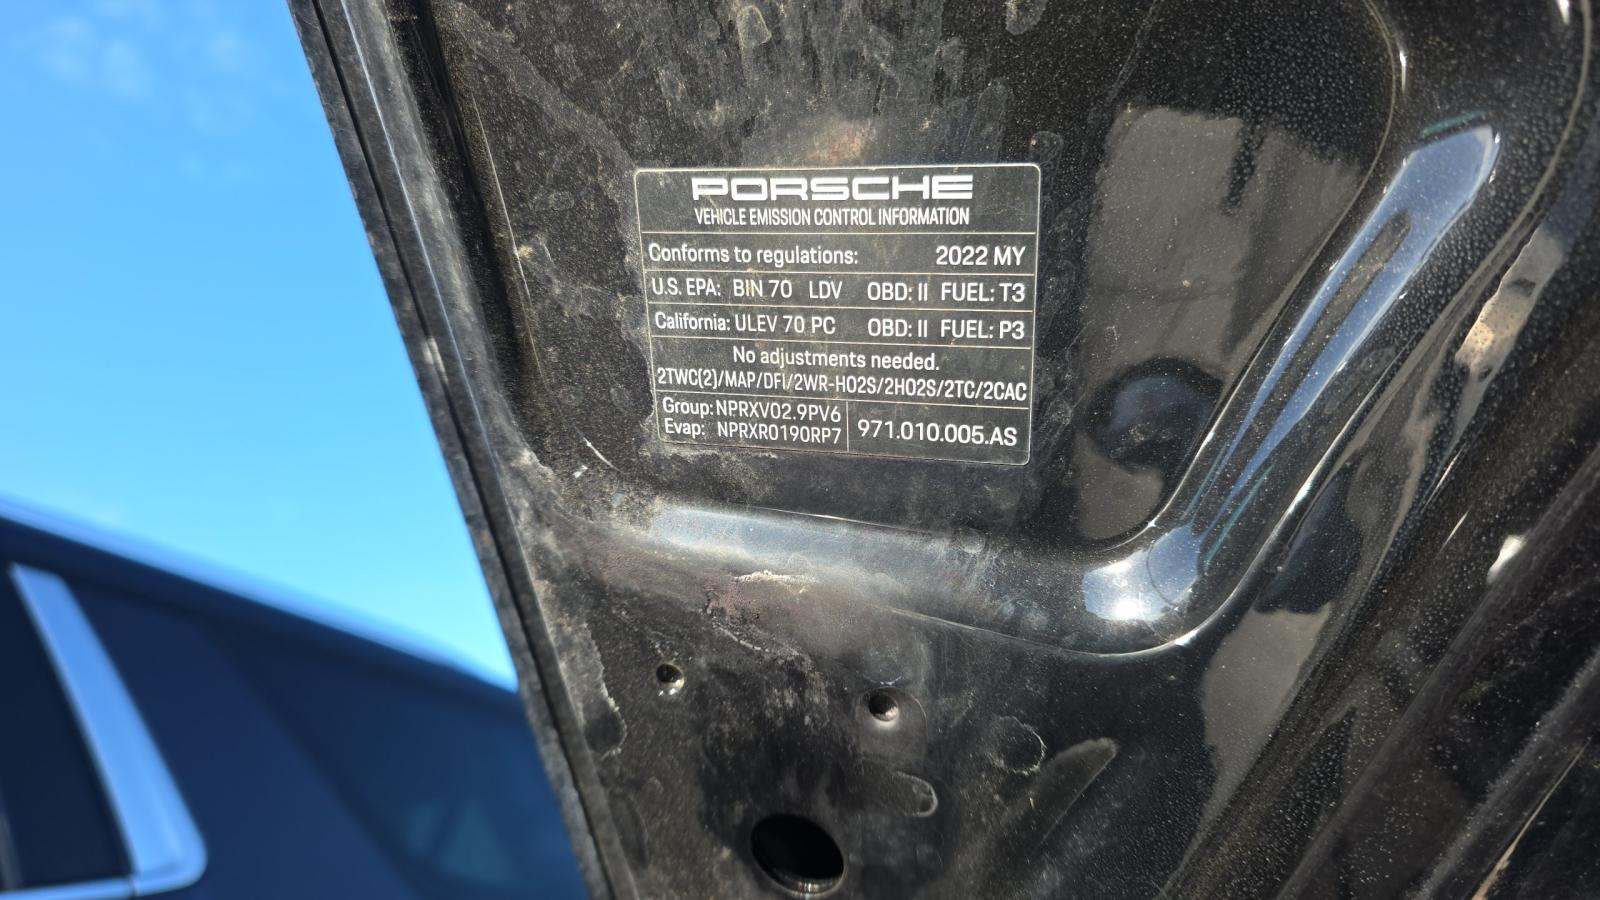 PORSCHE
VEHICLE EMISSION CONTROL INFORMATION
Conforms to regulations: 2022 MY
U.S. EPA: BIN 70 LDV OBD: II FUEL: T3
California: ULEV 70 PC OBD: II FUEL: P3
No adjustments needed.
2TWC(2)/MAP/DFI/2WR-HO2S/2HO2S/2TC/2CAC
Group: NPRXV02.9PV6
Evap: NPRXR0190RP7
971.010.005.AS